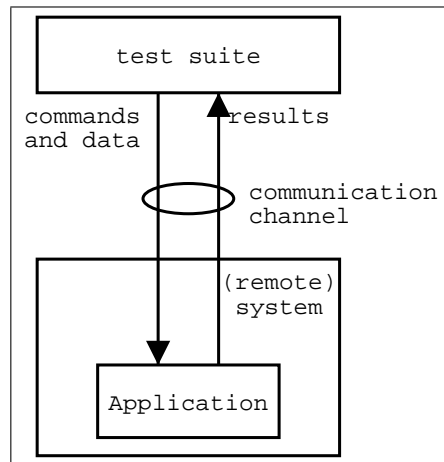 test suite
commands
and data
results
communication
channel
(remote)
system
Application